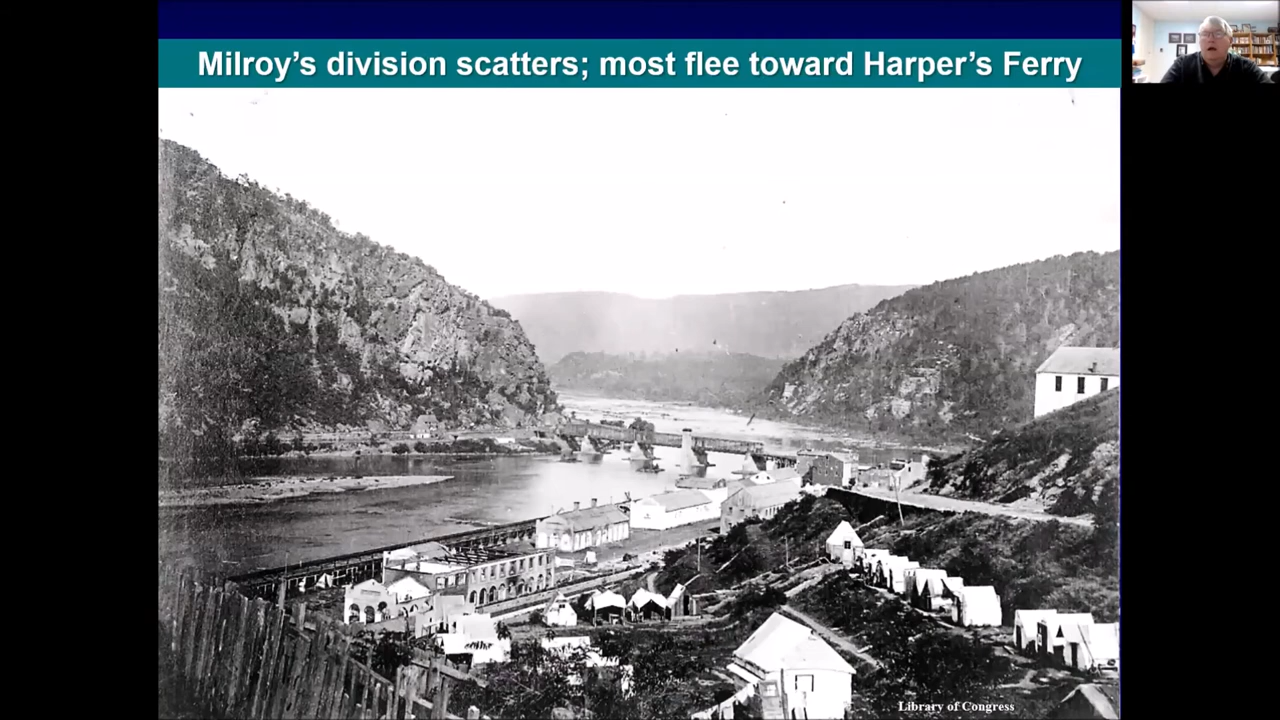 Milroy's division scatters; most flee toward Harper's Ferry
Library of Congress